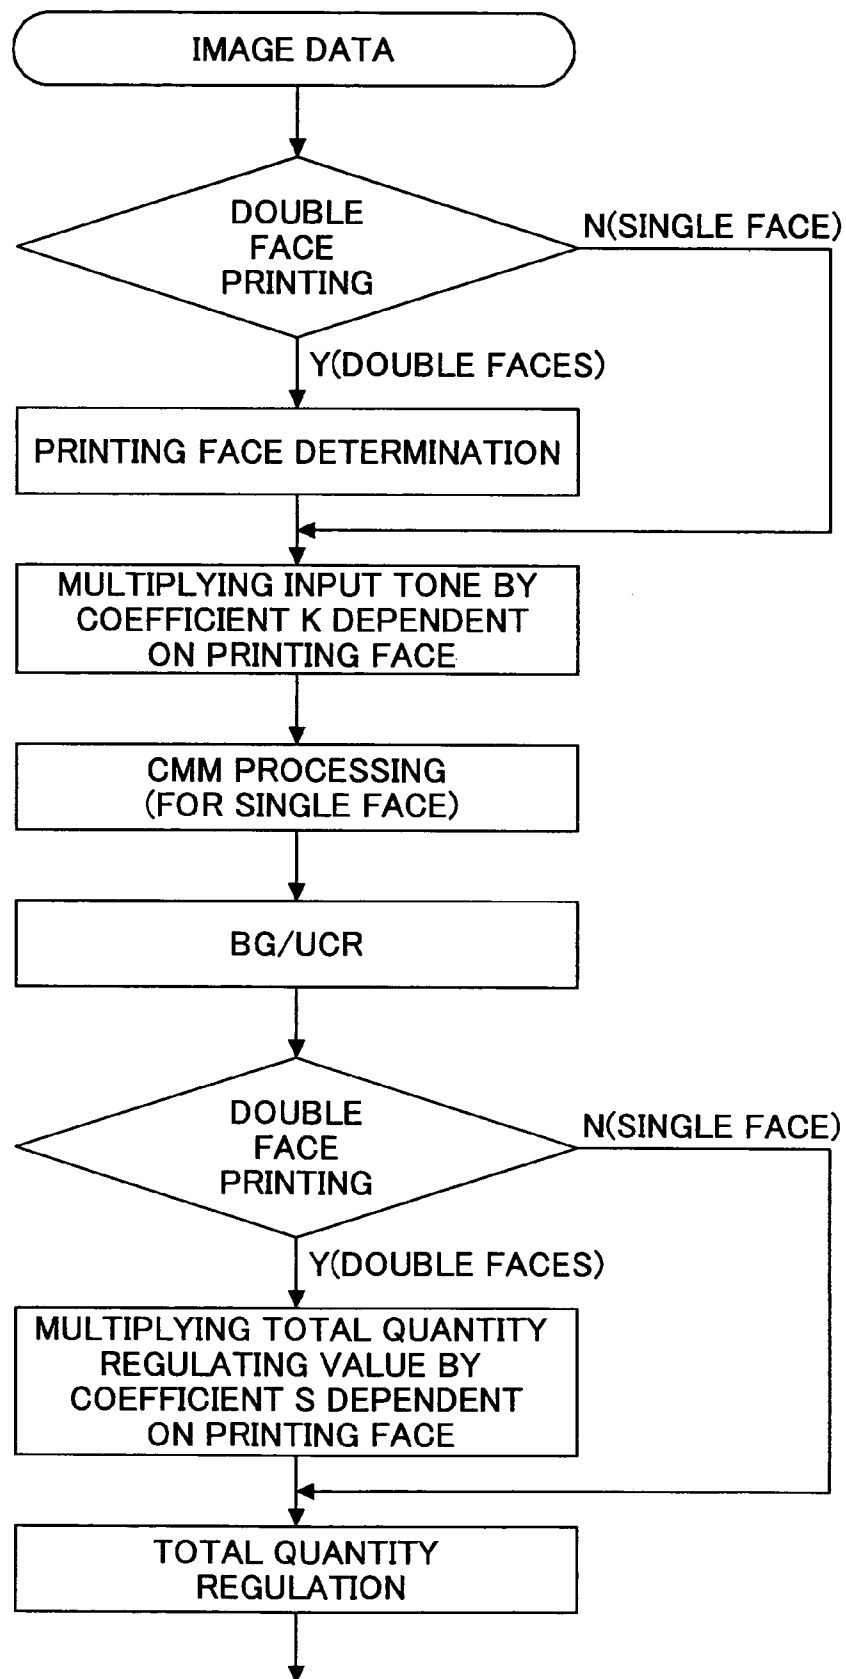 IMAGE DATA
DOUBLE
FACE
PRINTING
N(SINGLE FACE)
Y(DOUBLE FACES)
PRINTING FACE DETERMINATION
MULTIPLYING INPUT TONE BY
COEFFICIENT K DEPENDENT
ON PRINTING FACE
CMM PROCESSING
(FOR SINGLE FACE)
BG/UCR
DOUBLE
FACE
PRINTING
N(SINGLE FACE)
Y(DOUBLE FACES)
MULTIPLYING TOTAL QUANTITY
REGULATING VALUE BY
COEFFICIENT S DEPENDENT
ON PRINTING FACE
TOTAL QUANTITY
REGULATION